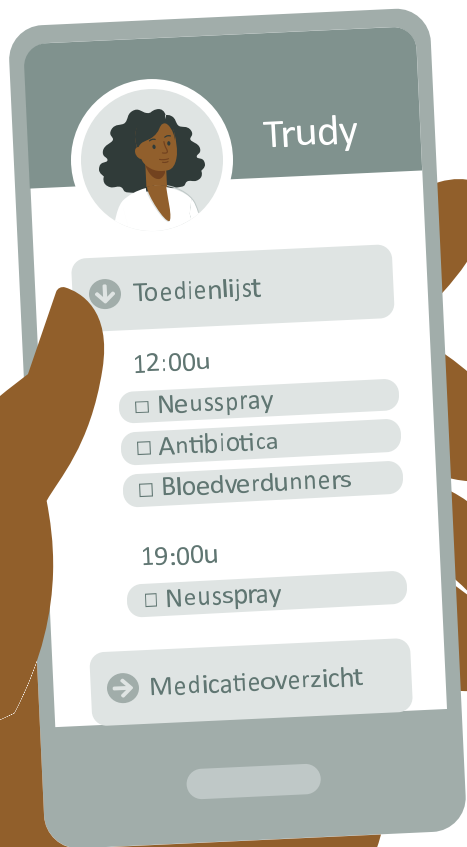 Trudy
Toedienlijst
12:00u
□ Neusspray
□ Antibiotica
□ Bloedverdunners
19:00u
□ Neusspray
Medicatieoverzicht